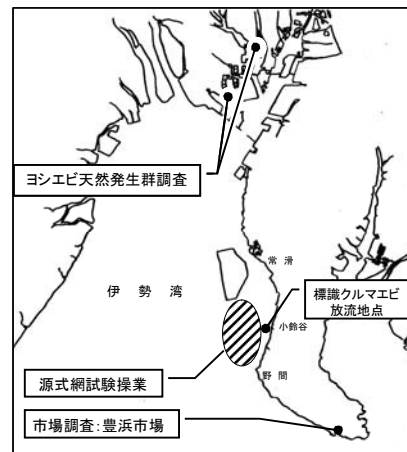 ヨシエビ天然発生群調査
常滑
伊勢湾
標識クルマエビ
放流地点
小鈴谷
源式網試験操業
野間
市場調査:豊浜市場